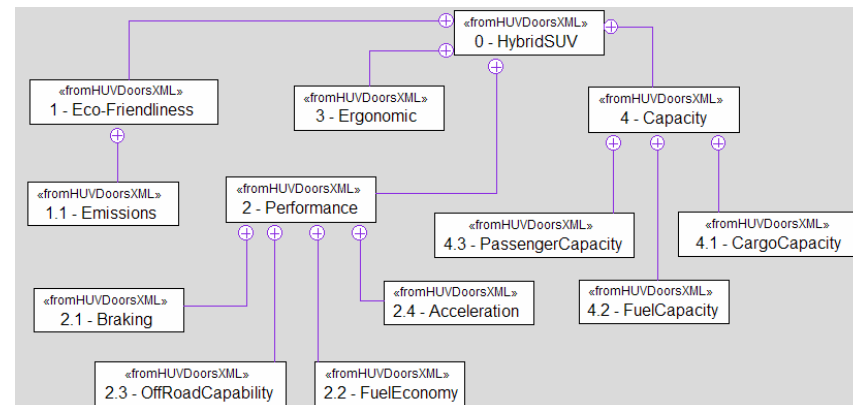 «fromHUVDoorsXML»
0 - HybridSUV
«fromHUVDoorsXML»
1 - Eco-Friendliness
«fromHUVDoorsXML»
3 - Ergonomic
«fromHUVDoorsXML»
4 - Capacity
«fromHUVDoorsXML»
1.1 - Emissions
«fromHUVDoorsXML»
2 - Performance
«fromHUVDoorsXML»
4.3 - PassengerCapacity
«fromHUVDoorsXML»
4.1 - CargoCapacity
«fromHUVDoorsXML»
2.1 - Braking
«fromHUVDoorsXML»
2.4 - Acceleration
«fromHUVDoorsXML»
4.2 - FuelCapacity
«fromHUVDoorsXML»
2.3 - OffRoadCapability
«fromHUVDoorsXML»
2.2 - FuelEconomy